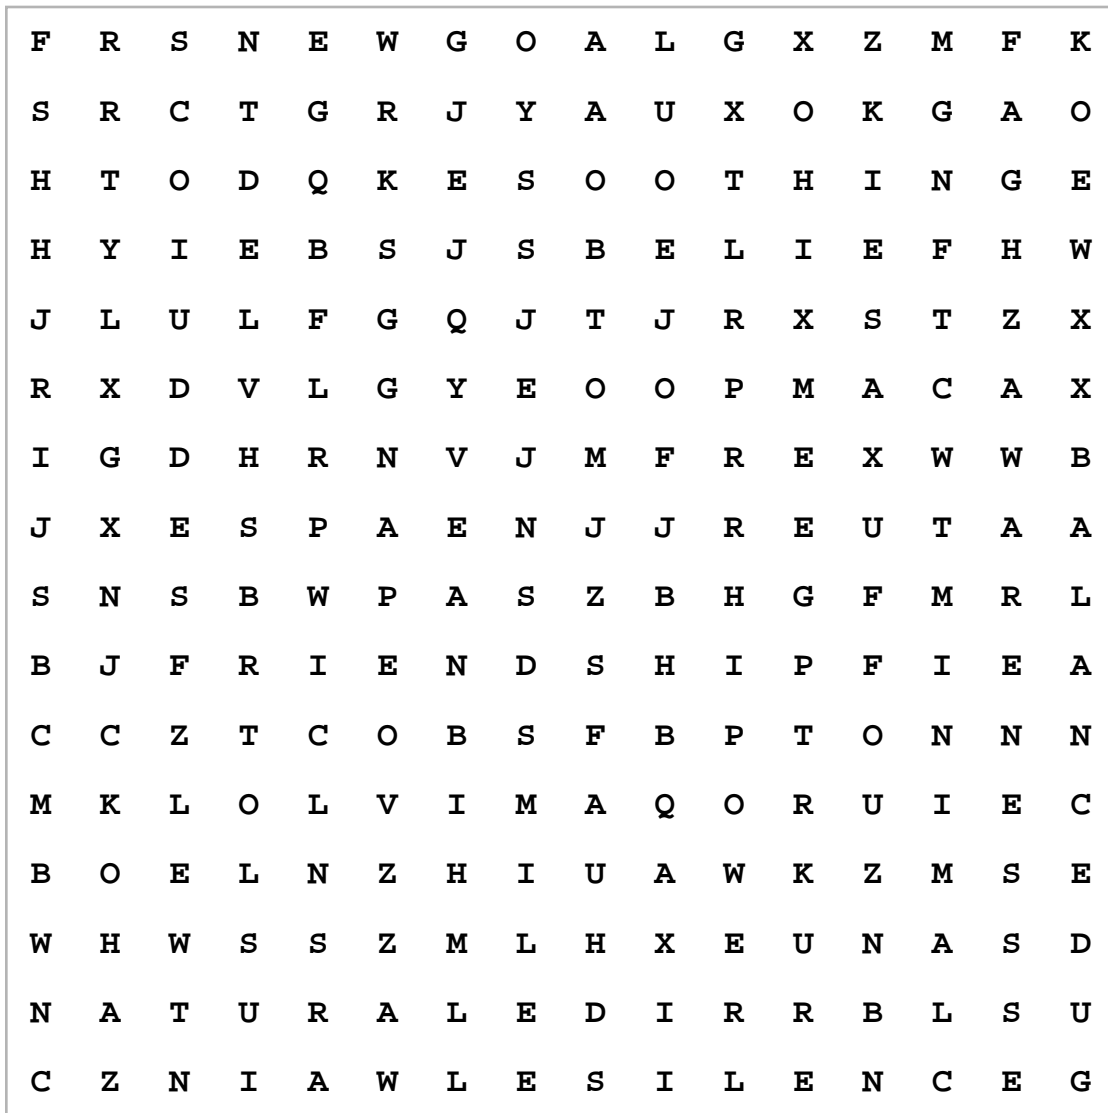 F R S N E W G O A L G X Z M F K
S R C T G R J Y A U X O K G A O
H T O D Q K E S O O T H I N G E
H Y I E B S J S B E L I E F H W
J L U L F G Q J T J R X S T Z X
R X D V L G Y E O O P M A C A X
I G D H R N V J M F R E X W W B
J X E S P A E N J J R E U T A A
S N S B W P A S Z B H G F M R L
B J F R I E N D S H I P F I E A
C C Z T C O B S F B P T O N N N
M K L O L V I M A Q O R U I E C
B O E L N Z H I U A W K Z M S E
W H W S S Z M L H X E U N A S D
N A T U R A L E D I R R B L S U
C Z N I A W L E S I L E N C E G